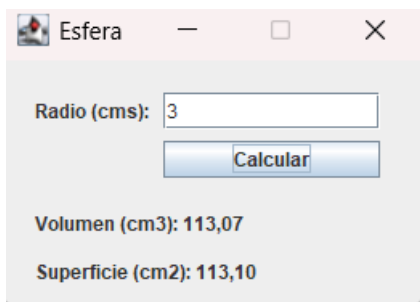 Esfera
Radio (cms): 3
Calcular
Volumen (cm3): 113,07
Superficie (cm2): 113,10